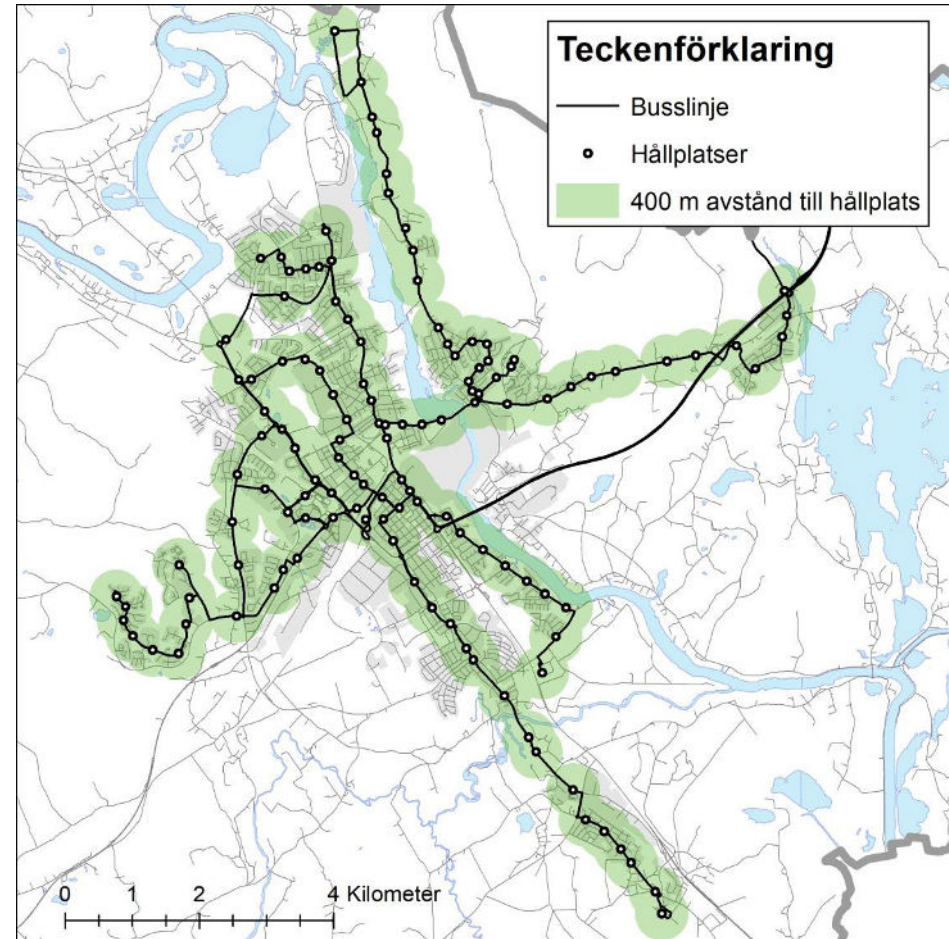 Teckenförklaring
Busslinje
Hållplatser
400 m avstånd till hållplats
0 1 2 4 Kilometer